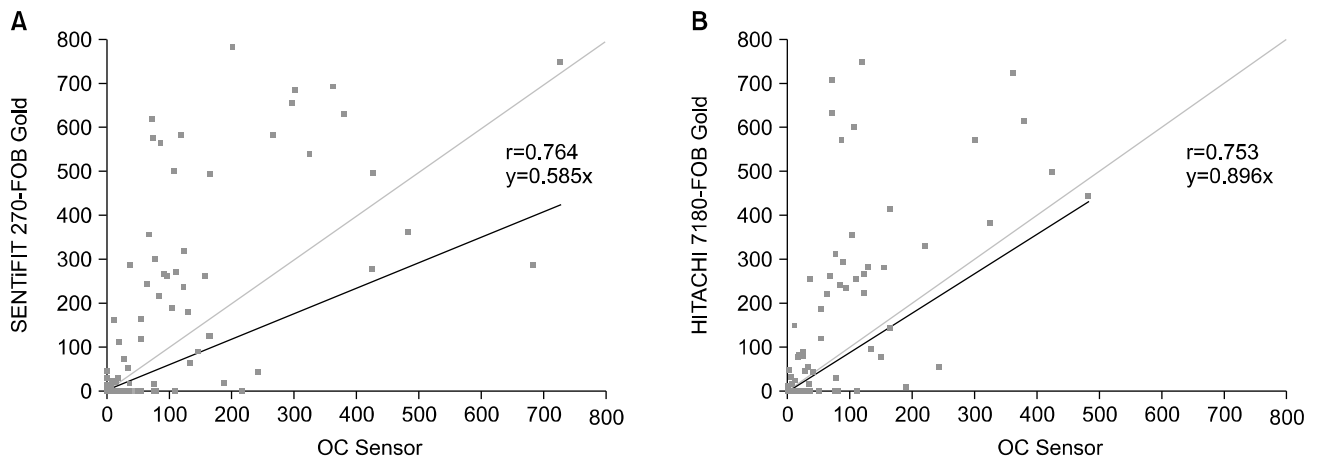 A
800
700
600
500
400
300
200
100
0
SENTiFIT 270-FOB Gold
r=0.764
y=0.585x
0 100 200 300 400 500 600 700 800
OC Sensor
B
800
700
600
500
400
300
200
100
0
HITACHI 7180-FOB Gold
r=0.753
y=0.896x
0 100 200 300 400 500 600 700 800
OC Sensor